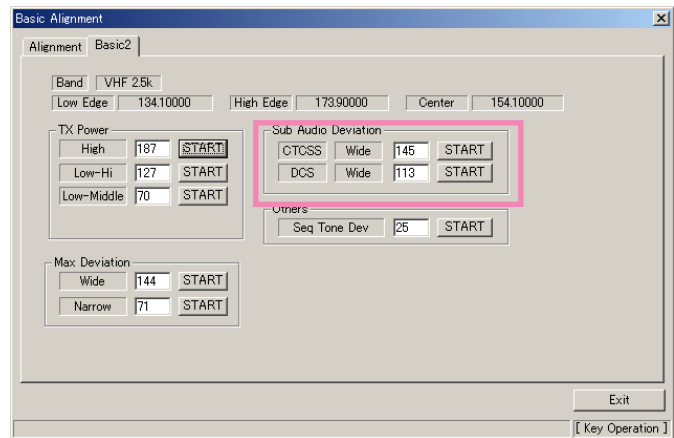 Basic Alignment
Alignment Basic2
Band VHF 2.5k
Low Edge 134.10000 High Edge 173.90000 Center 154.10000
TX Power
High 187 START
Low-Hi 127 START
Low-Middle 70 START
Sub Audio Deviation
CTCSS Wide 145 START
DCS Wide 113 START
Others
Seq Tone Dev 25 START
Max Deviation
Wide 144 START
Narrow 71 START
Exit
[ Key Operation ]